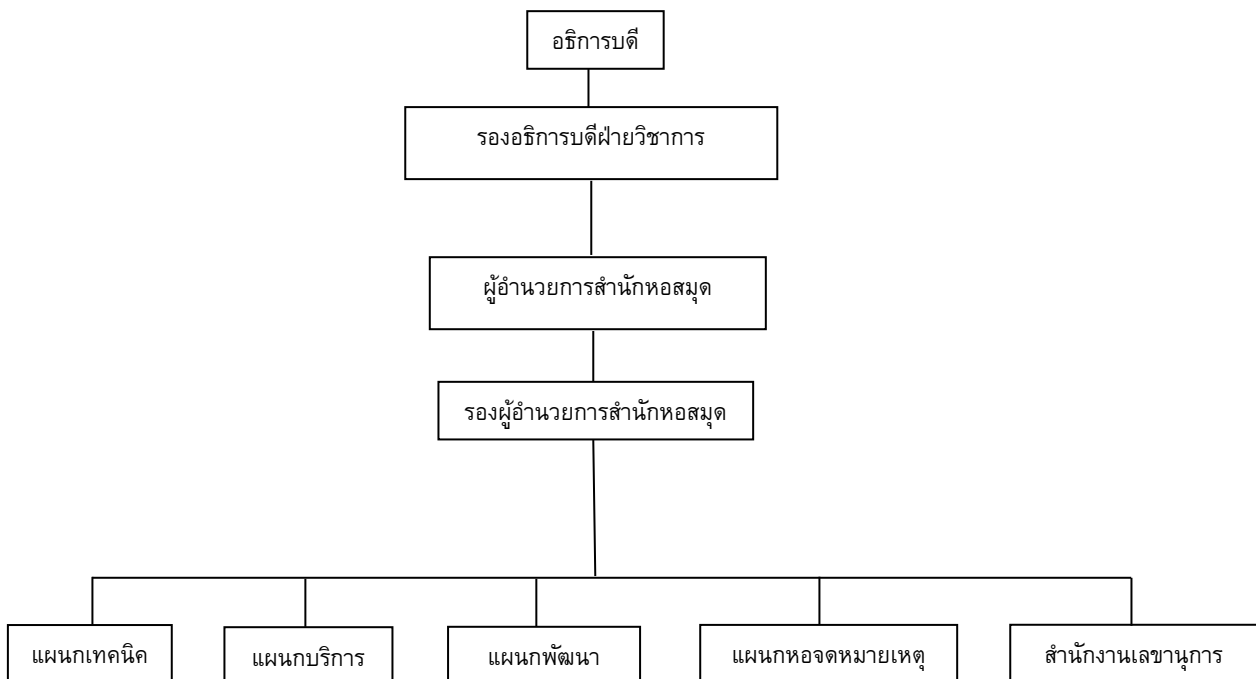 อธิการบดี
รองอธิการบดีฝ่ายวิชาการ
ผู้อำนวยการสำนักหอสมุด
รองผู้อำนวยการสำนักหอสมุด
แผนกเทคนิค
แผนกบริการ
แผนกพัฒนา
แผนกหอจดหมายเหตุ
สำนักงานเลขานุการ